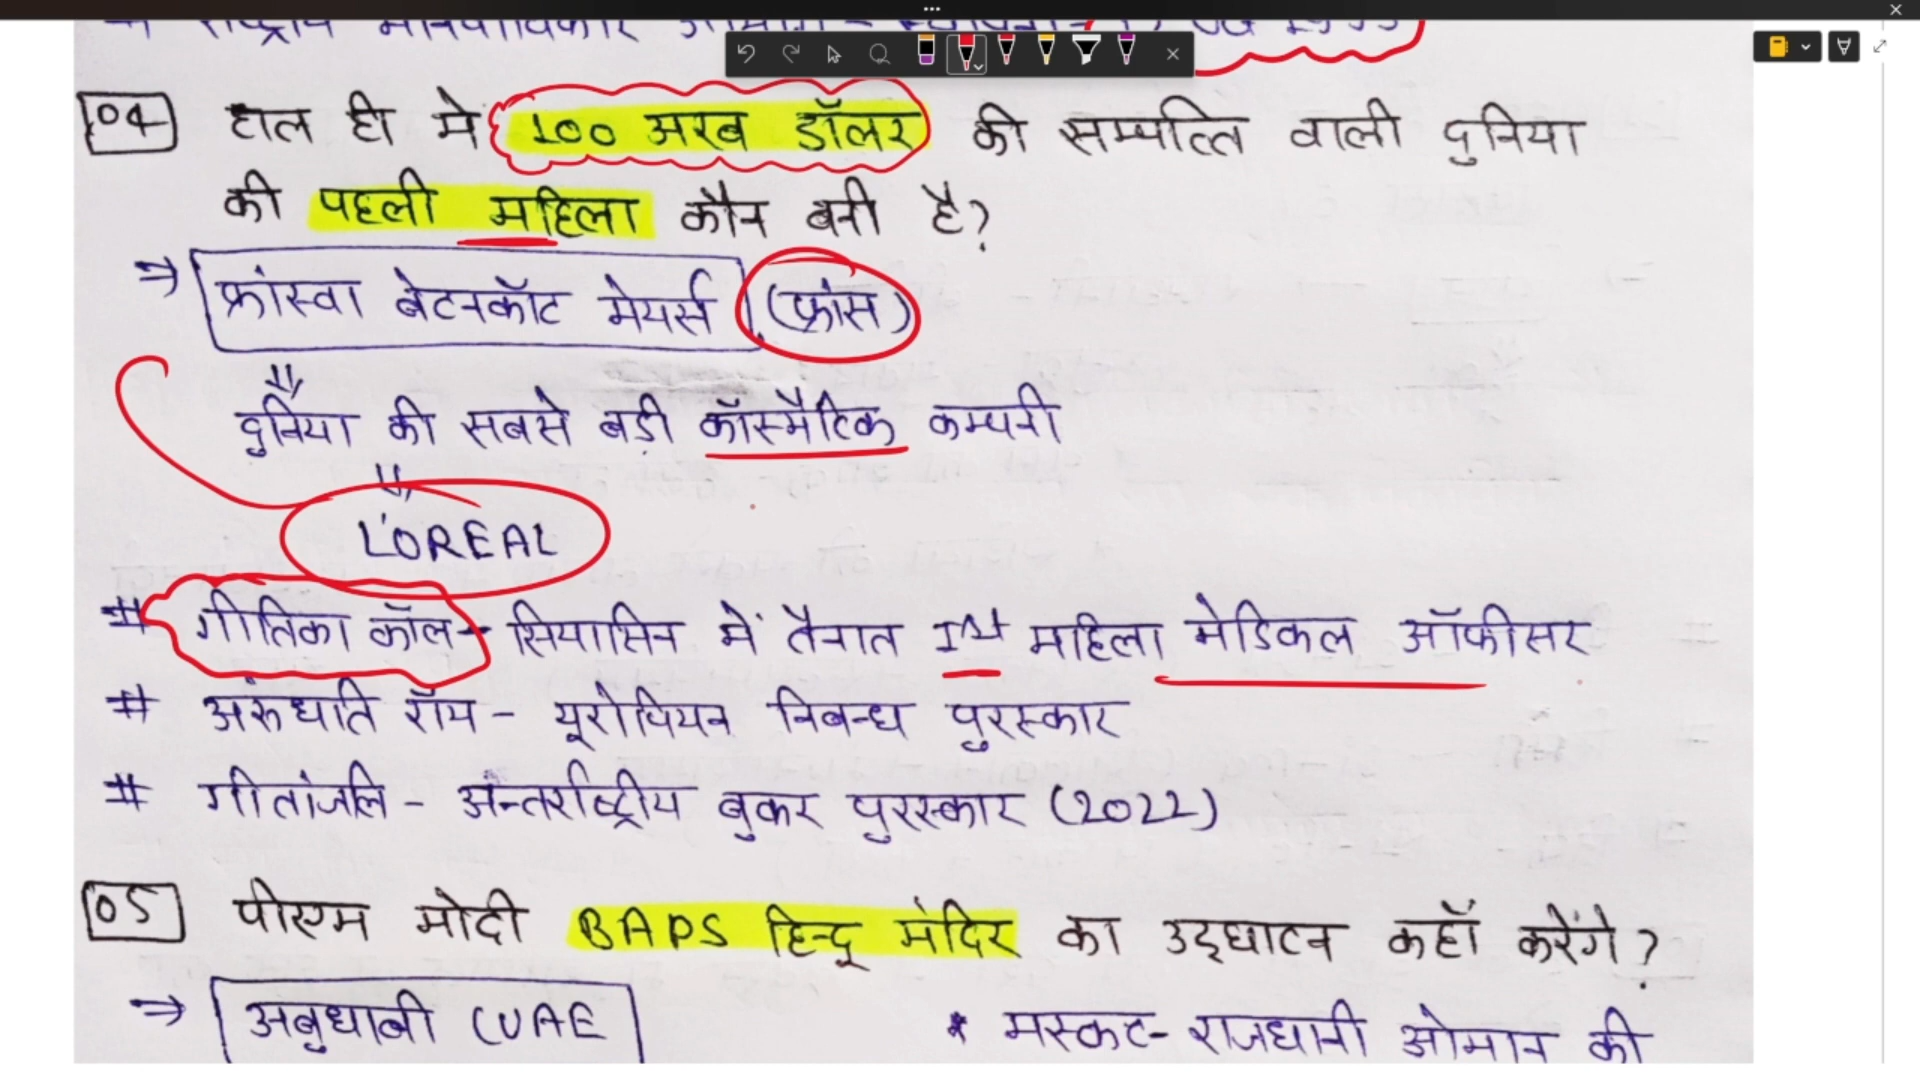 राष्ट्रीय मानवाधिकार
04 हाल ही मे 100 अरब डॉलर की सम्पत्ति वाली दुनिया
की पहली महिला कौन बनी है?
⇒ फ्रांस्वा बेटनकॉट मेयर्स (फ्रांस)
दुनिया की सबसे बड़ी कॉस्मैटिक कम्पनी
L'OREAL
# गीतिका कॉल - सियाचिन में तैनात 1st महिला मेडिकल ऑफीसर
# अरुंधति रॉय - यूरोपियन निबन्ध पुरस्कार
# गीतांजलि - अन्तर्राष्ट्रीय बुकर पुरस्कार (2022)
05 पीएम मोदी BAPS हिन्दू मंदिर का उद्घाटन कहाँ करेंगे?
⇒ अबुधाबी (UAE * मस्कट - राजधानी ओमान की